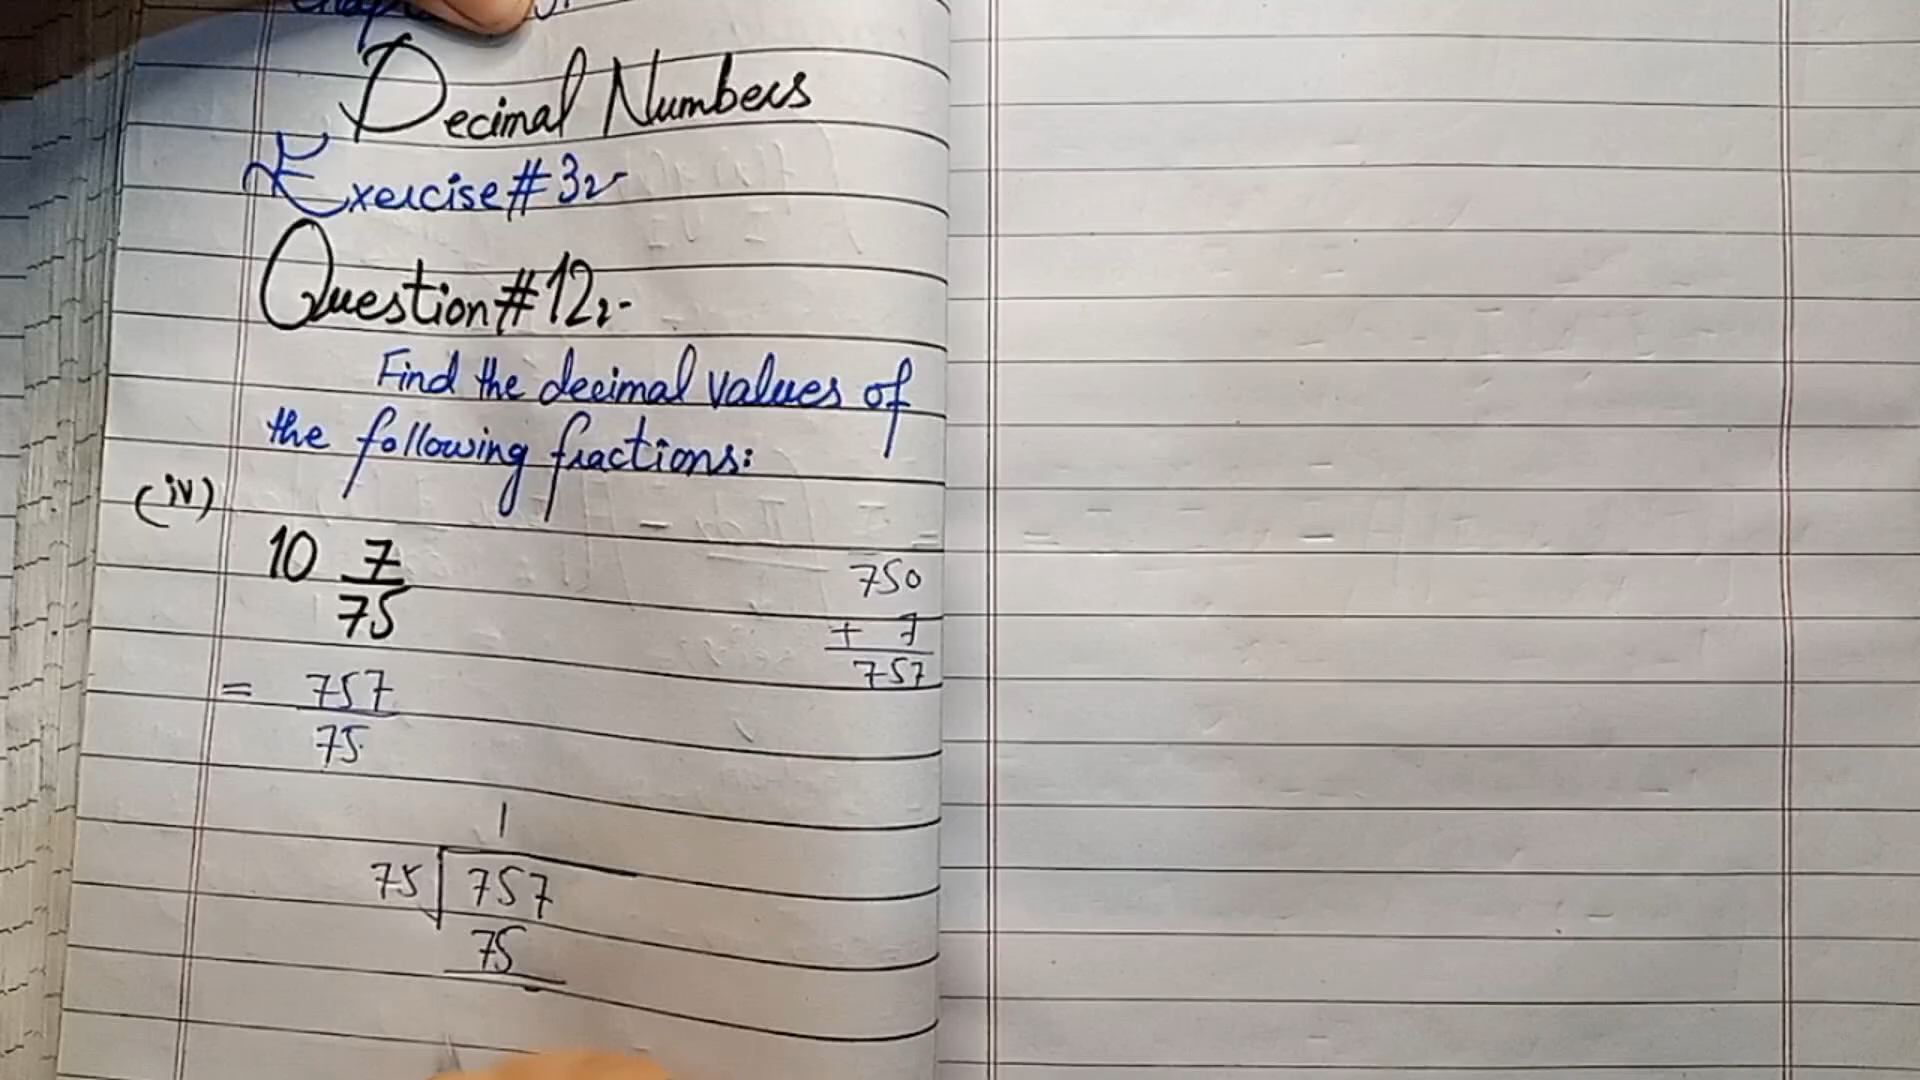 Decimal Numbers
Exercise # 3:-
Question # 12:-
Find the decimal values of
the following fractions:
(iv)
10 7/75
750
+ 7
757
= 757/75
1
75 757
75